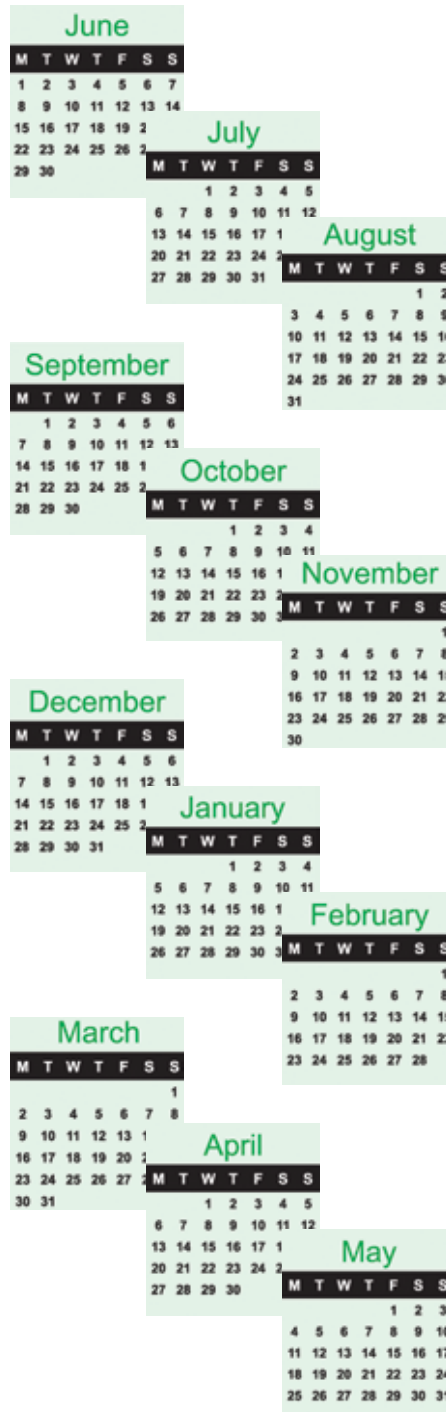 June
M T W T F S S
1 2 3 4 5 6 7
8 9 10 11 12 13 14
15 16 17 18 19
22 23 24 25 26
29 30
July
M T W T F S S
1 2 3 4 5
6 7 8 9 10 11 12
13 14 15 16 17
20 21 22 23 24
27 28 29 30 31
August
M T W T F S S
1 2
3 4 5 6 7 8 9
10 11 12 13 14 15
17 18 19 20 21 22
24 25 26 27 28 29
31
September
M T W T F S S
1 2 3 4 5 6
7 8 9 10 11 12 13
14 15 16 17 18
21 22 23 24 25
28 29 30
October
M T W T F S S
1 2 3 4
5 6 7 8 9 10 11
12 13 14 15 16
19 20 21 22 23
26 27 28 29 30
November
M T W T F S S
1
2 3 4 5 6 7 8
9 10 11 12 13 14
16 17 18 19 20 21
23 24 25 26 27 28
30
December
M T W T F S S
1 2 3 4 5 6
7 8 9 10 11 12 13
14 15 16 17 18
21 22 23 24 25
28 29 30 31
January
M T W T F S S
1 2 3 4
5 6 7 8 9 10 11
12 13 14 15 16
19 20 21 22 23
26 27 28 29 30
February
M T W T F S S
1
2 3 4 5 6 7 8
9 10 11 12 13 14
16 17 18 19 20 21
23 24 25 26 27 28
March
M T W T F S S
1
2 3 4 5 6 7 8
9 10 11 12 13
16 17 18 19 20
23 24 25 26 27
30 31
April
M T W T F S S
1 2 3 4 5
6 7 8 9 10 11 12
13 14 15 16 17
20 21 22 23 24
27 28 29 30
May
M T W T F S S
1 2 3
4 5 6 7 8 9 10
11 12 13 14 15 16 17
18 19 20 21 22 23 24
25 26 27 28 29 30 31